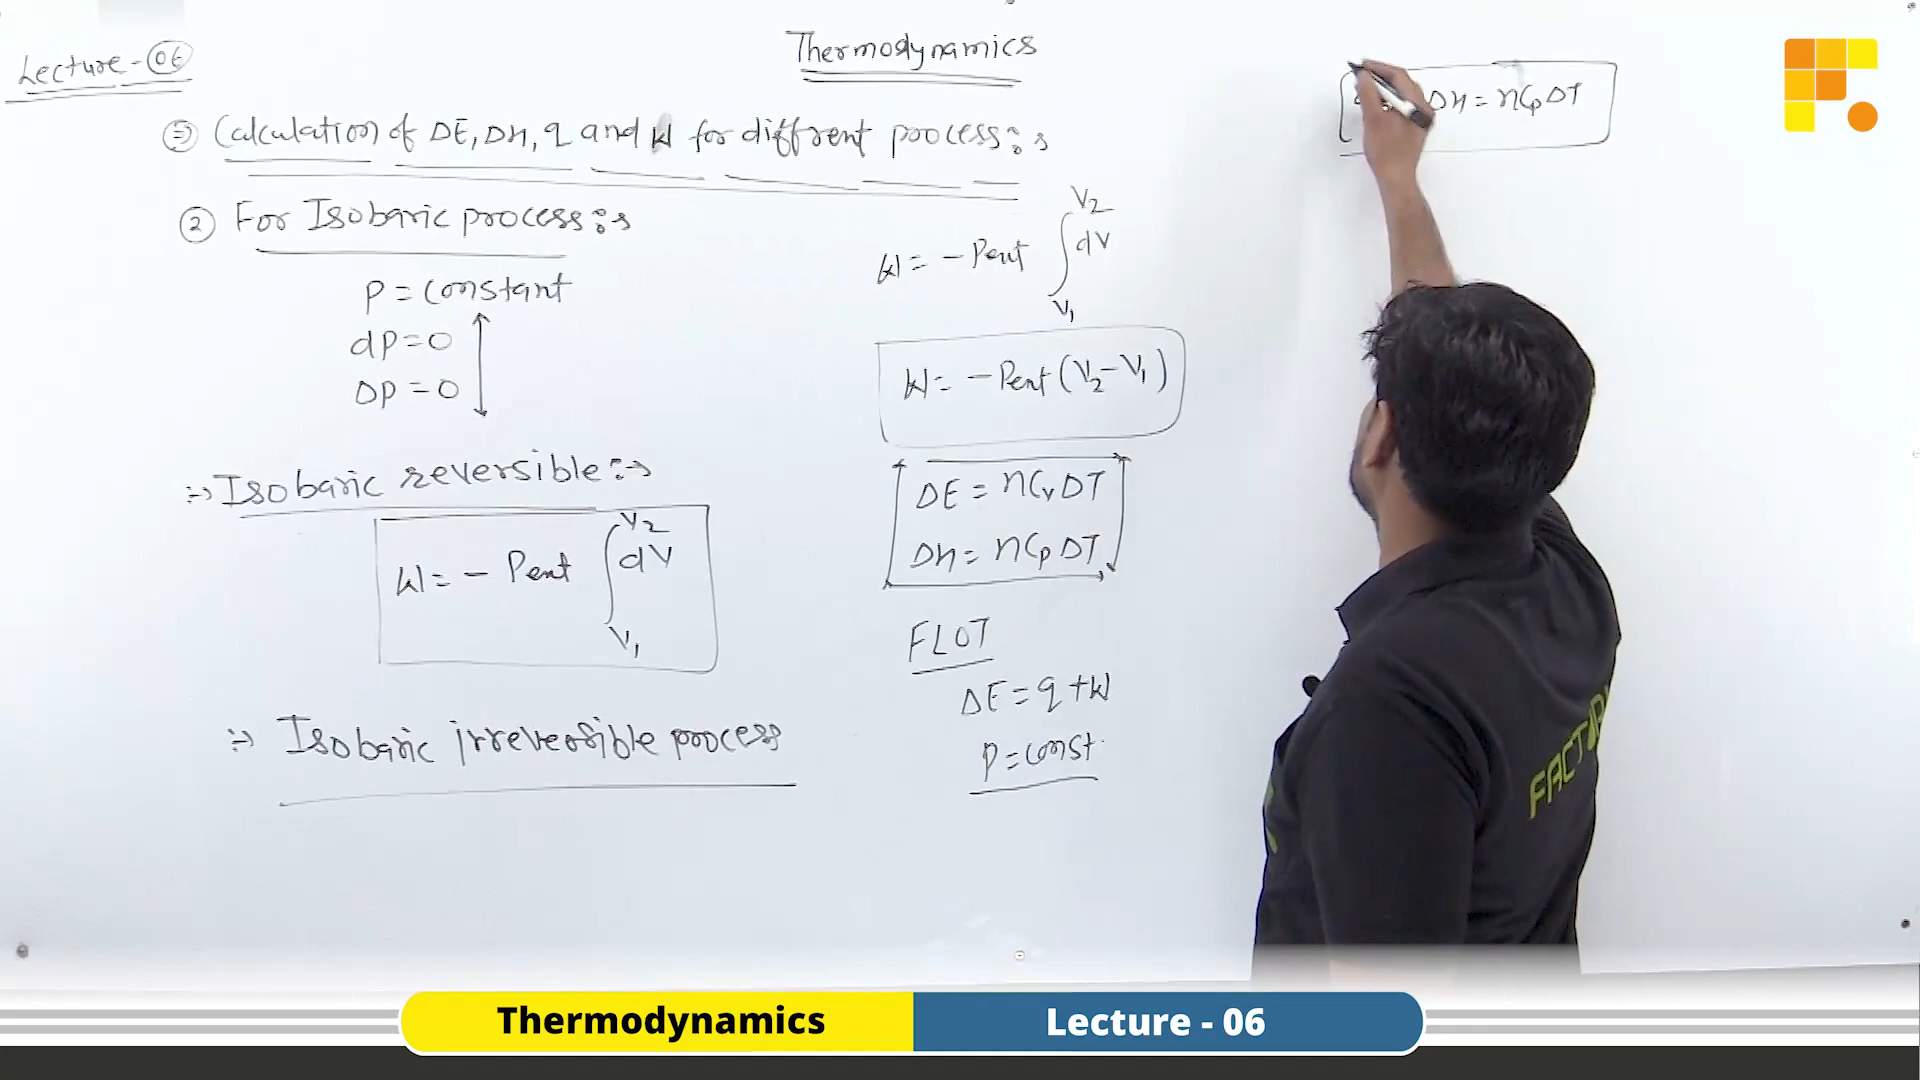 Lecture - 06
Thermodynamics
⇒ Calculation of ΔE, ΔH, q and W for diffrent process :-
② For Isobaric process :-
P = Constant
dP = 0
ΔP = 0
:→ Isobaric reversible :→
W = - Pext ∫ dV
V2
V1
:→ Isobaric irreversible process
W = - Pext ∫ dV
V2
V1
W = - Pext (V2 - V1)
ΔE = nCvΔT
ΔH = nCpΔT
FLOT
ΔE = q + W
P = const.
ΔH = nCpΔT
FACTOR
Thermodynamics
Lecture - 06